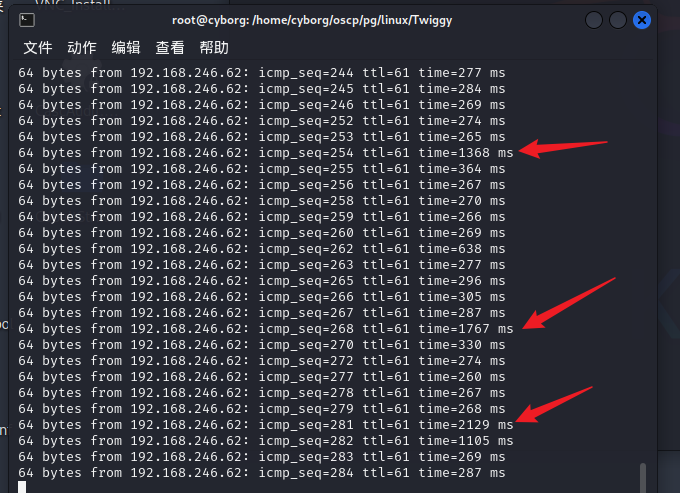 VNC_Install...
root@cyborg: /home/cyborg/oscp/pg/linux/Twiggy
文件 动作 编辑 查看 帮助
64 bytes from 192.168.246.62: icmp_seq=244 ttl=61 time=277 ms
64 bytes from 192.168.246.62: icmp_seq=245 ttl=61 time=284 ms
64 bytes from 192.168.246.62: icmp_seq=246 ttl=61 time=269 ms
64 bytes from 192.168.246.62: icmp_seq=252 ttl=61 time=274 ms
64 bytes from 192.168.246.62: icmp_seq=253 ttl=61 time=265 ms
64 bytes from 192.168.246.62: icmp_seq=254 ttl=61 time=1368 ms
64 bytes from 192.168.246.62: icmp_seq=255 ttl=61 time=364 ms
64 bytes from 192.168.246.62: icmp_seq=256 ttl=61 time=267 ms
64 bytes from 192.168.246.62: icmp_seq=258 ttl=61 time=270 ms
64 bytes from 192.168.246.62: icmp_seq=259 ttl=61 time=266 ms
64 bytes from 192.168.246.62: icmp_seq=260 ttl=61 time=269 ms
64 bytes from 192.168.246.62: icmp_seq=262 ttl=61 time=638 ms
64 bytes from 192.168.246.62: icmp_seq=263 ttl=61 time=277 ms
64 bytes from 192.168.246.62: icmp_seq=265 ttl=61 time=296 ms
64 bytes from 192.168.246.62: icmp_seq=266 ttl=61 time=305 ms
64 bytes from 192.168.246.62: icmp_seq=267 ttl=61 time=287 ms
64 bytes from 192.168.246.62: icmp_seq=268 ttl=61 time=1767 ms
64 bytes from 192.168.246.62: icmp_seq=270 ttl=61 time=330 ms
64 bytes from 192.168.246.62: icmp_seq=272 ttl=61 time=274 ms
64 bytes from 192.168.246.62: icmp_seq=277 ttl=61 time=260 ms
64 bytes from 192.168.246.62: icmp_seq=278 ttl=61 time=267 ms
64 bytes from 192.168.246.62: icmp_seq=279 ttl=61 time=268 ms
64 bytes from 192.168.246.62: icmp_seq=281 ttl=61 time=2129 ms
64 bytes from 192.168.246.62: icmp_seq=282 ttl=61 time=1105 ms
64 bytes from 192.168.246.62: icmp_seq=283 ttl=61 time=269 ms
64 bytes from 192.168.246.62: icmp_seq=284 ttl=61 time=287 ms